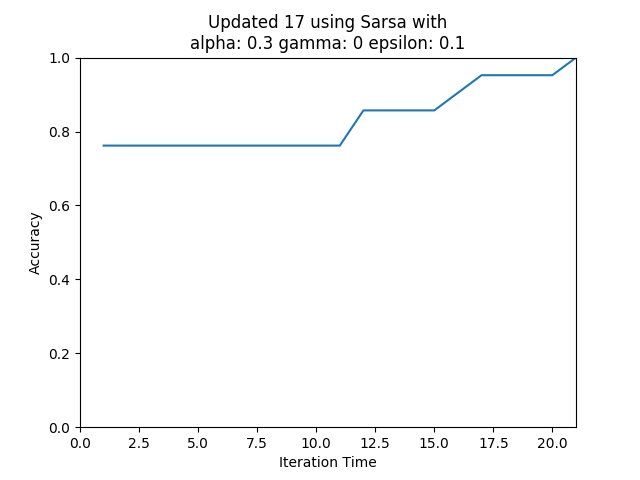 Updated 17 using Sarsa with
alpha: 0.3 gamma: 0 epsilon: 0.1
1.0
0.8
0.6
0.4
0.2
0.0
Accuracy
0.0 2.5 5.0 7.5 10.0 12.5 15.0 17.5 20.0
Iteration Time